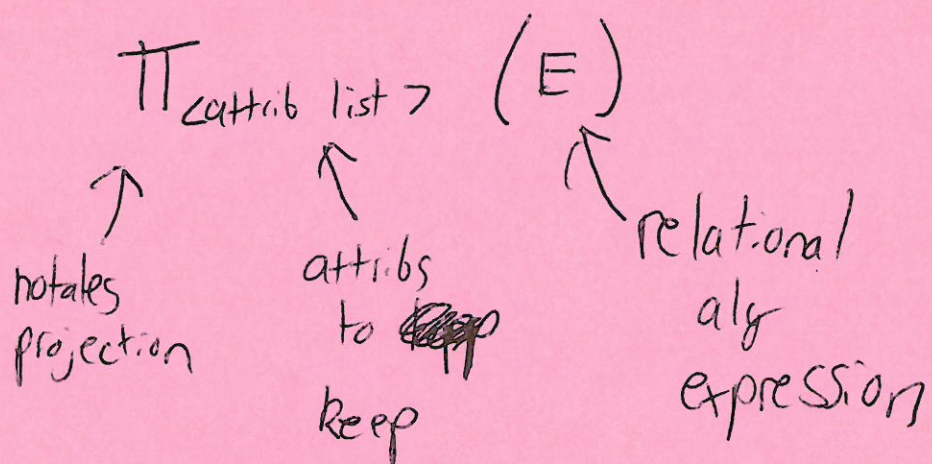 Π <attrib list> (E)
notates
projection
attribs
to
keep
relational
alg
expression